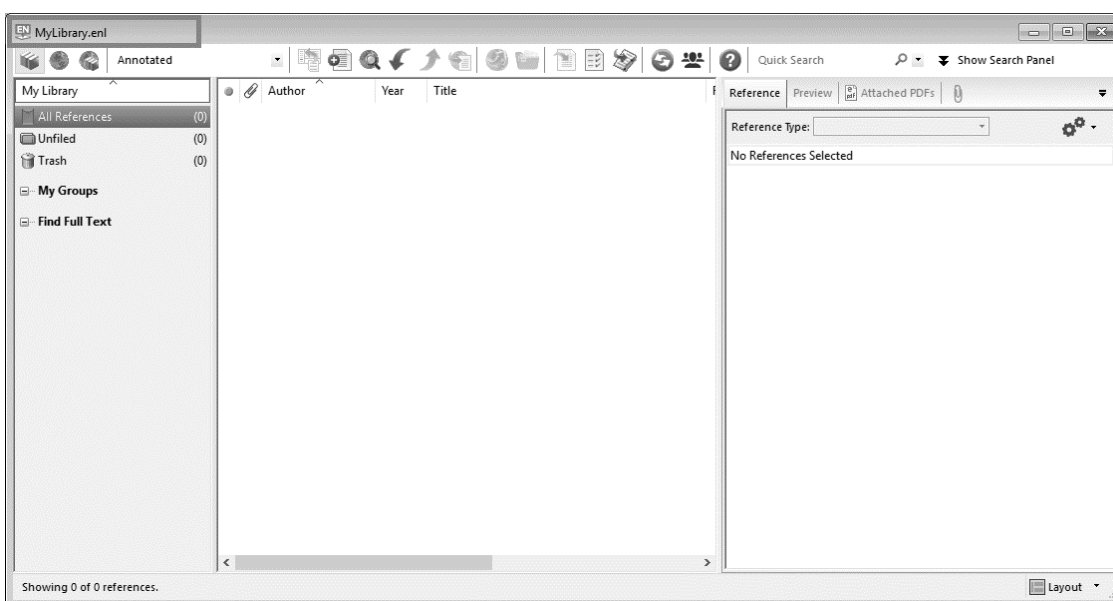 MyLibrary.enl
Annotated
Quick Search
Show Search Panel
My Library
All References (0)
Unfiled (0)
Trash (0)
My Groups
Find Full Text
Author Year Title
Reference Preview Attached PDFs
Reference Type:
No References Selected
Showing 0 of 0 references.
Layout